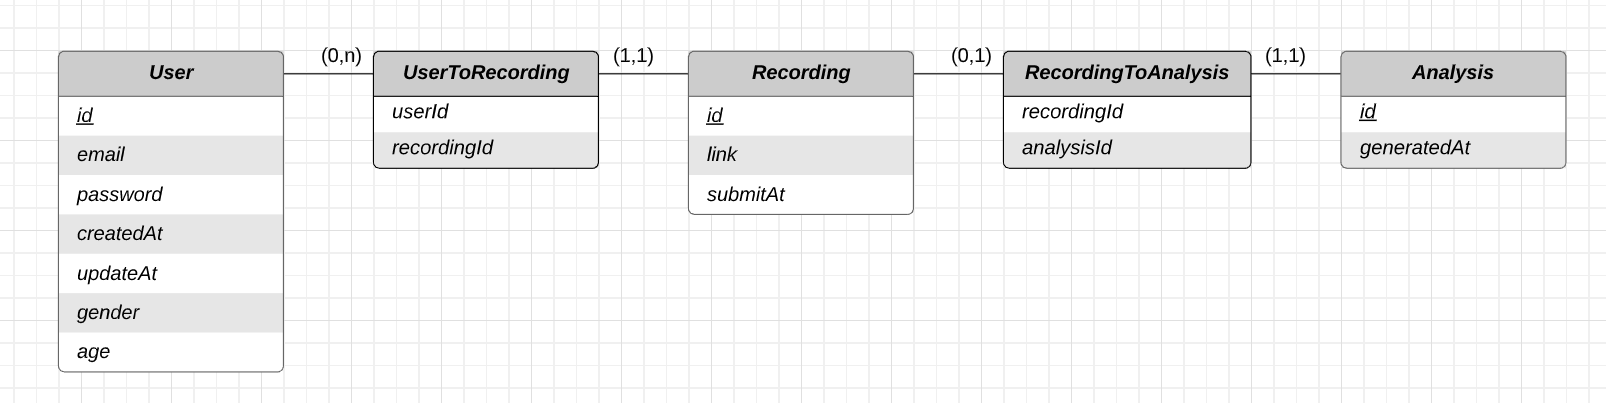 (0,n)
(1,1)
(0,1)
(1,1)
User
id
email
password
createdAt
updateAt
gender
age
UserToRecording
userId
recordingId
Recording
id
link
submitAt
RecordingToAnalysis
recordingId
analysisId
Analysis
id
generatedAt